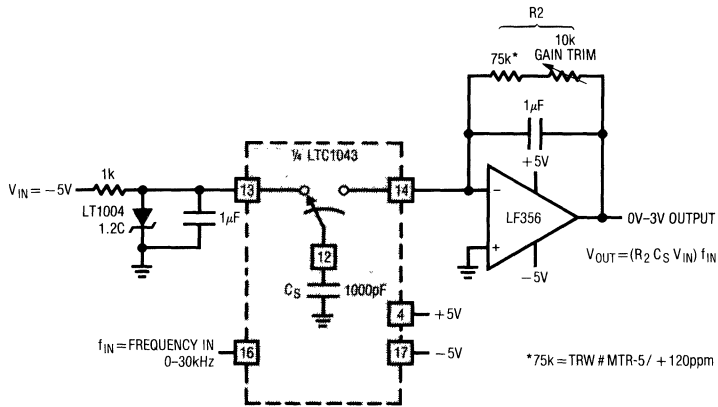 R2
75k*
10k
GAIN TRIM
1µF
¼ LTC1043
+5V
1k
VIN=−5V
13
14
−
LF356
0V–3V OUTPUT
LT1004
1.2C
1µF
+
12
−5V
VOUT=(R2 CS VIN) fIN
CS
1000pF
4
+5V
fIN=FREQUENCY IN
0–30kHz
16
17
−5V
*75k=TRW # MTR-5/ +120ppm